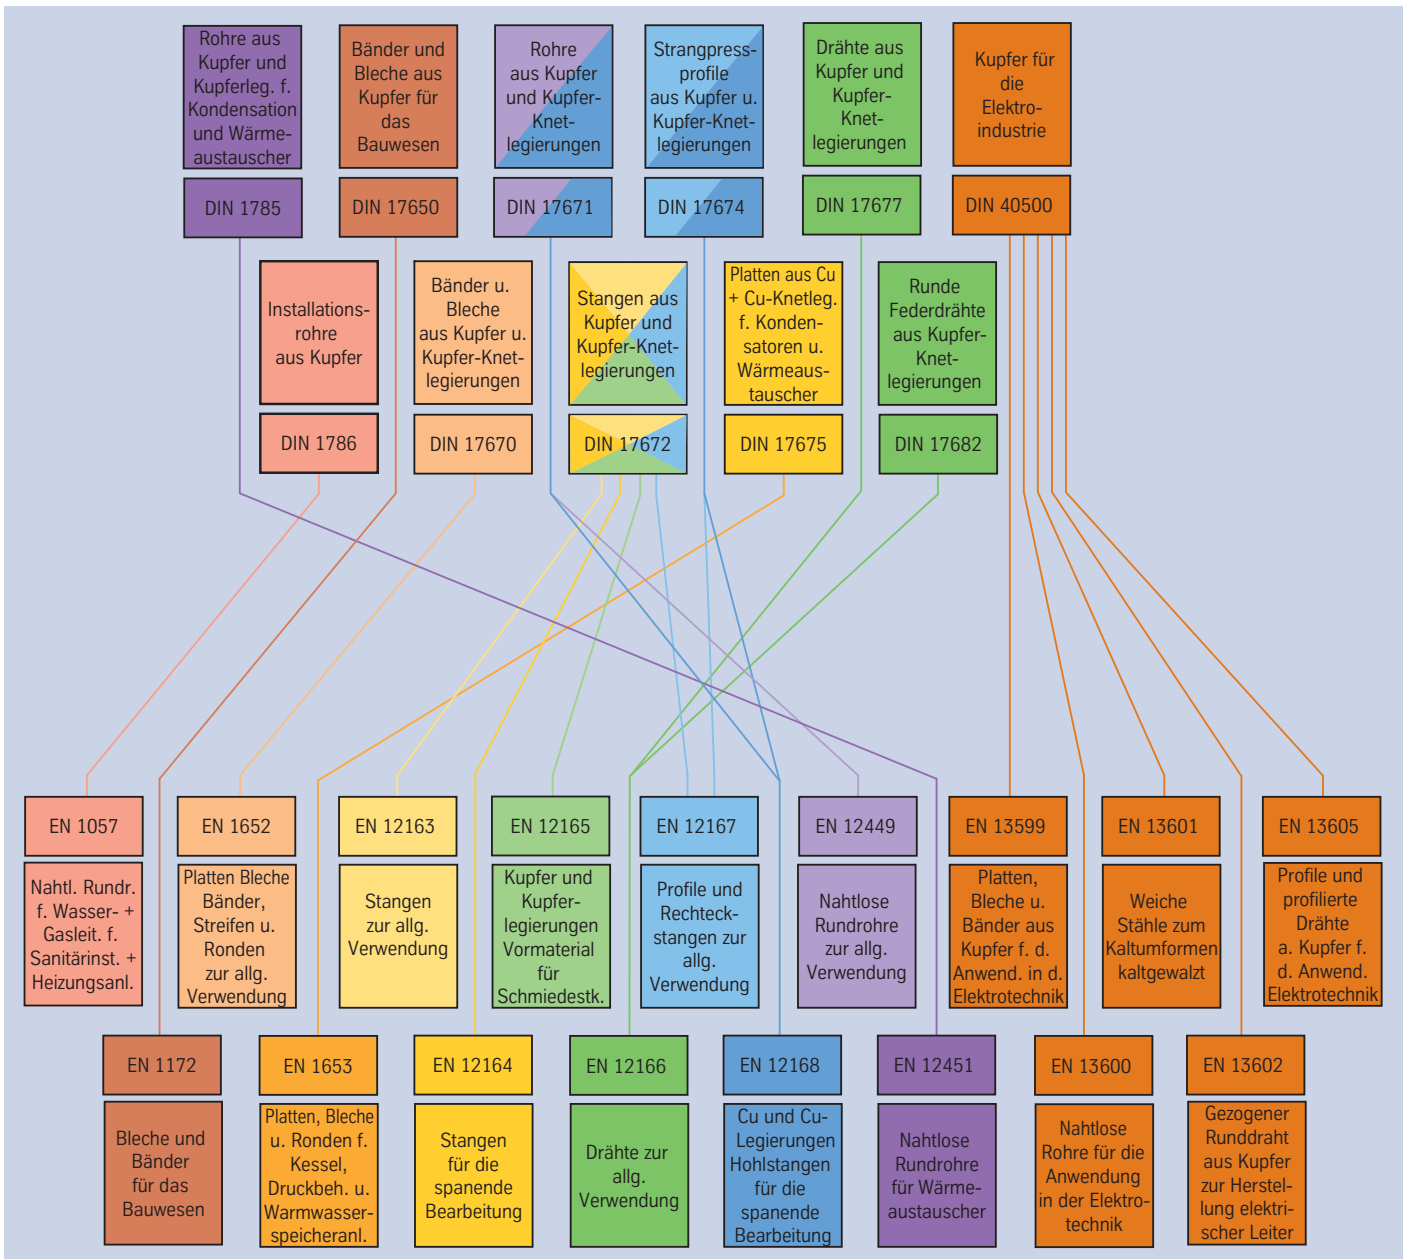 Rohre aus
Kupfer und
Kupferleg. f.
Kondensation
und Wärme-
austauscher
DIN 1785
Bänder und
Bleche aus
Kupfer für
das
Bauwesen
DIN 17650
Rohre
aus Kupfer
und Kupfer-
Knet-
legierungen
DIN 17671
Strangpress-
profile
aus Kupfer u.
Kupfer-Knet-
legierungen
DIN 17674
Drähte aus
Kupfer und
Kupfer-
Knet-
legierungen
DIN 17677
Kupfer für
die
Elektro-
industrie
DIN 40500
Installations-
rohre
aus Kupfer
DIN 1786
Bänder u.
Bleche
aus Kupfer u.
Kupfer-Knet-
legierungen
DIN 17670
Stangen aus
Kupfer und
Kupfer-Knet-
legierungen
DIN 17672
Platten aus Cu
+ Cu-Knetleg.
f. Konden-
satoren u.
Wärmeaus-
tauscher
DIN 17675
Runde
Federdrähte
aus Kupfer-
Knet-
legierungen
DIN 17682
EN 1057
Nahtl. Rundr.
f. Wasser- +
Gasleit. f.
Sanitärinst. +
Heizungsanl.
EN 1652
Platten Bleche
Bänder,
Streifen u.
Ronden
zur allg.
Verwendung
EN 12163
Stangen
zur allg.
Verwendung
EN 12165
Kupfer und
Kupfer-
legierungen
Vormaterial
für
Schmiedestk.
EN 12167
Profile und
Rechteck-
stangen zur
allg.
Verwendung
EN 12449
Nahtlose
Rundrohre
zur allg.
Verwendung
EN 13599
Platten,
Bleche u.
Bänder aus
Kupfer f. d.
Anwend. in d.
Elektrotechnik
EN 13601
Weiche
Stähle zum
Kaltumformen
kaltgewalzt
EN 13605
Profile und
profilierte
Drähte
a. Kupfer f.
d. Anwend.
Elektrotechnik
EN 1172
Bleche und
Bänder
für das
Bauwesen
EN 1653
Platten, Bleche
u. Ronden f.
Kessel,
Druckbeh. u.
Warmwasser-
speicheranl.
EN 12164
Stangen
für die
spanende
Bearbeitung
EN 12166
Drähte zur
allg.
Verwendung
EN 12168
Cu und Cu-
Legierungen
Hohlstangen
für die
spanende
Bearbeitung
EN 12451
Nahtlose
Rundrohre
für Wärme-
austauscher
EN 13600
Nahtlose
Rohre für die
Anwendung
in der Elektro-
technik
EN 13602
Gezogener
Runddraht
aus Kupfer
zur Herstel-
lung elektri-
scher Leiter